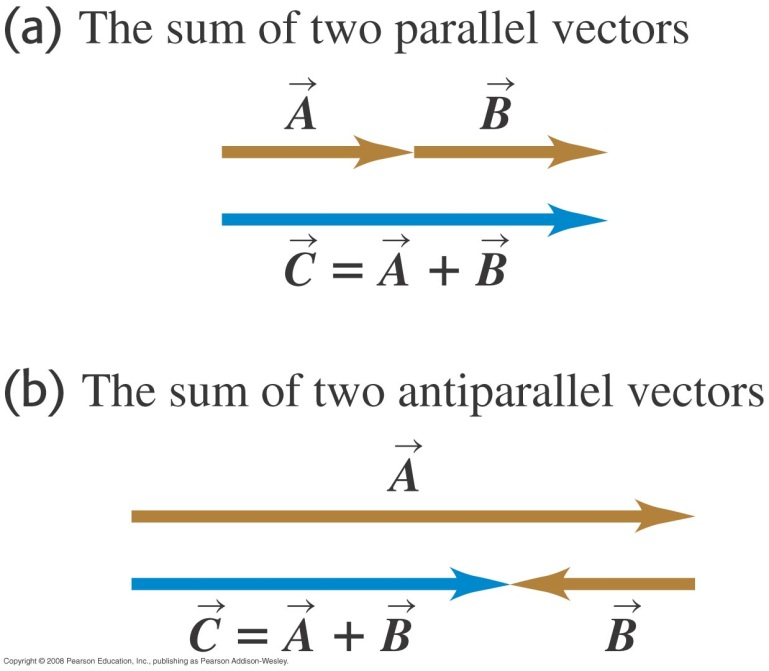 (a) The sum of two parallel vectors
A⃗ B⃗
C⃗ = A⃗ + B⃗
(b) The sum of two antiparallel vectors
A⃗
C⃗ = A⃗ + B⃗ B⃗
Copyright © 2008 Pearson Education, Inc., publishing as Pearson Addison-Wesley.